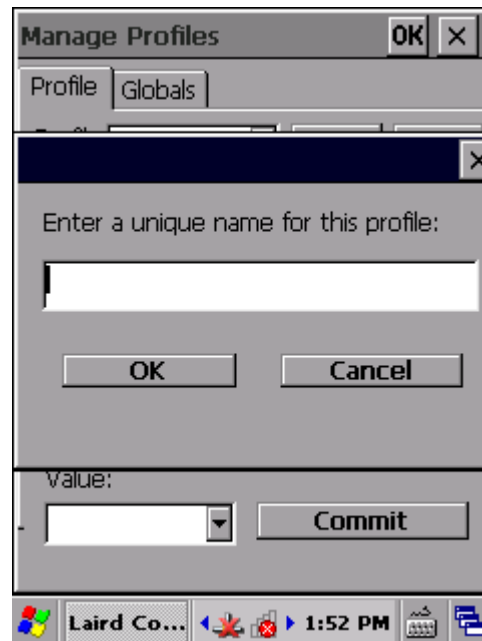 Manage Profiles OK ×
Profile Globals
Enter a unique name for this profile:
OK Cancel
Value:
Commit
Laird Co... 1:52 PM